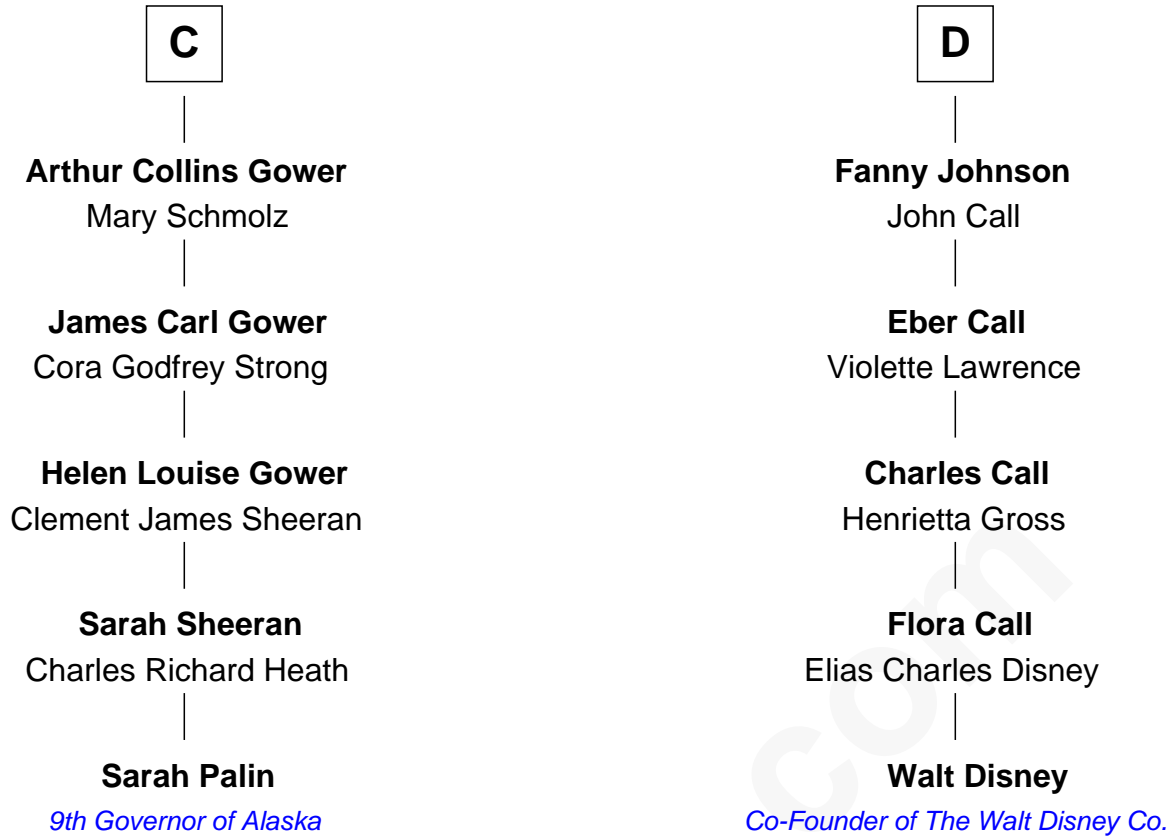 C
Arthur Collins Gower
Mary Schmolz
James Carl Gower
Cora Godfrey Strong
Helen Louise Gower
Clement James Sheeran
Sarah Sheeran
Charles Richard Heath
Sarah Palin
9th Governor of Alaska
D
Fanny Johnson
John Call
Eber Call
Violette Lawrence
Charles Call
Henrietta Gross
Flora Call
Elias Charles Disney
Walt Disney
Co-Founder of The Walt Disney Co.
com